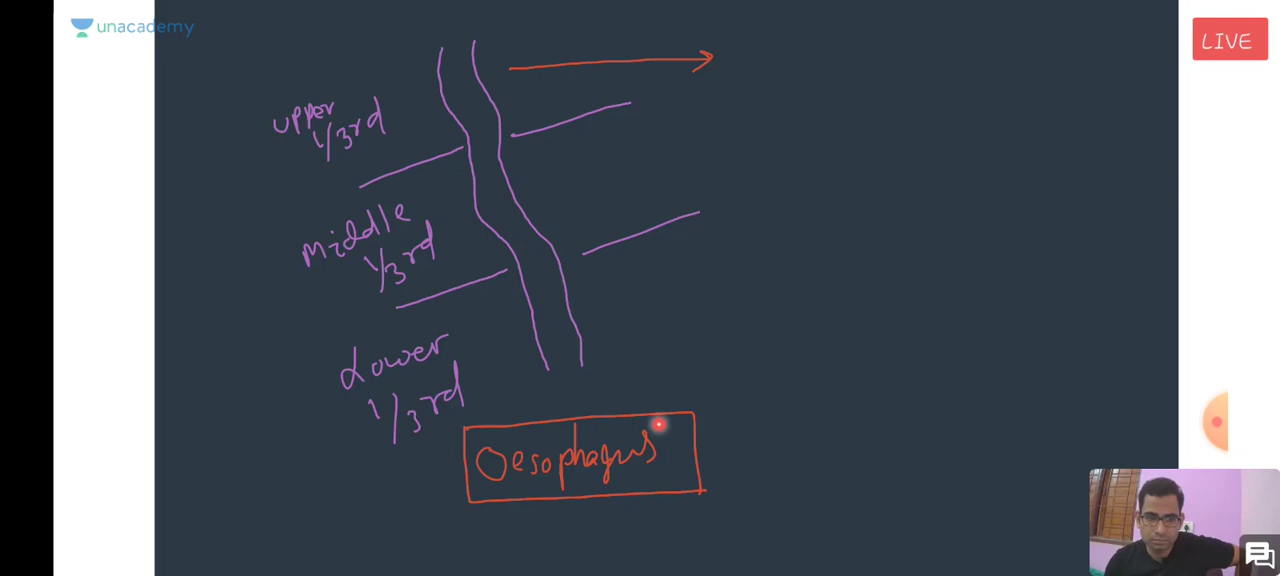 unacademy
LIVE
upper
1/3rd
Middle
1/3rd
Lower
1/3rd
Oesophagus